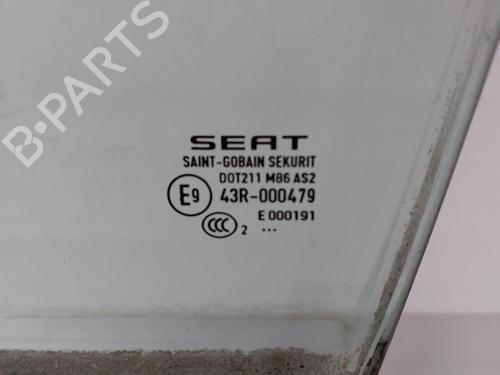 B-PARTS
SEAT
SAINT-GOBAIN SEKURIT
DOT211 M86 AS2
E9 43R-000479
E 000191
CCC 2 ...